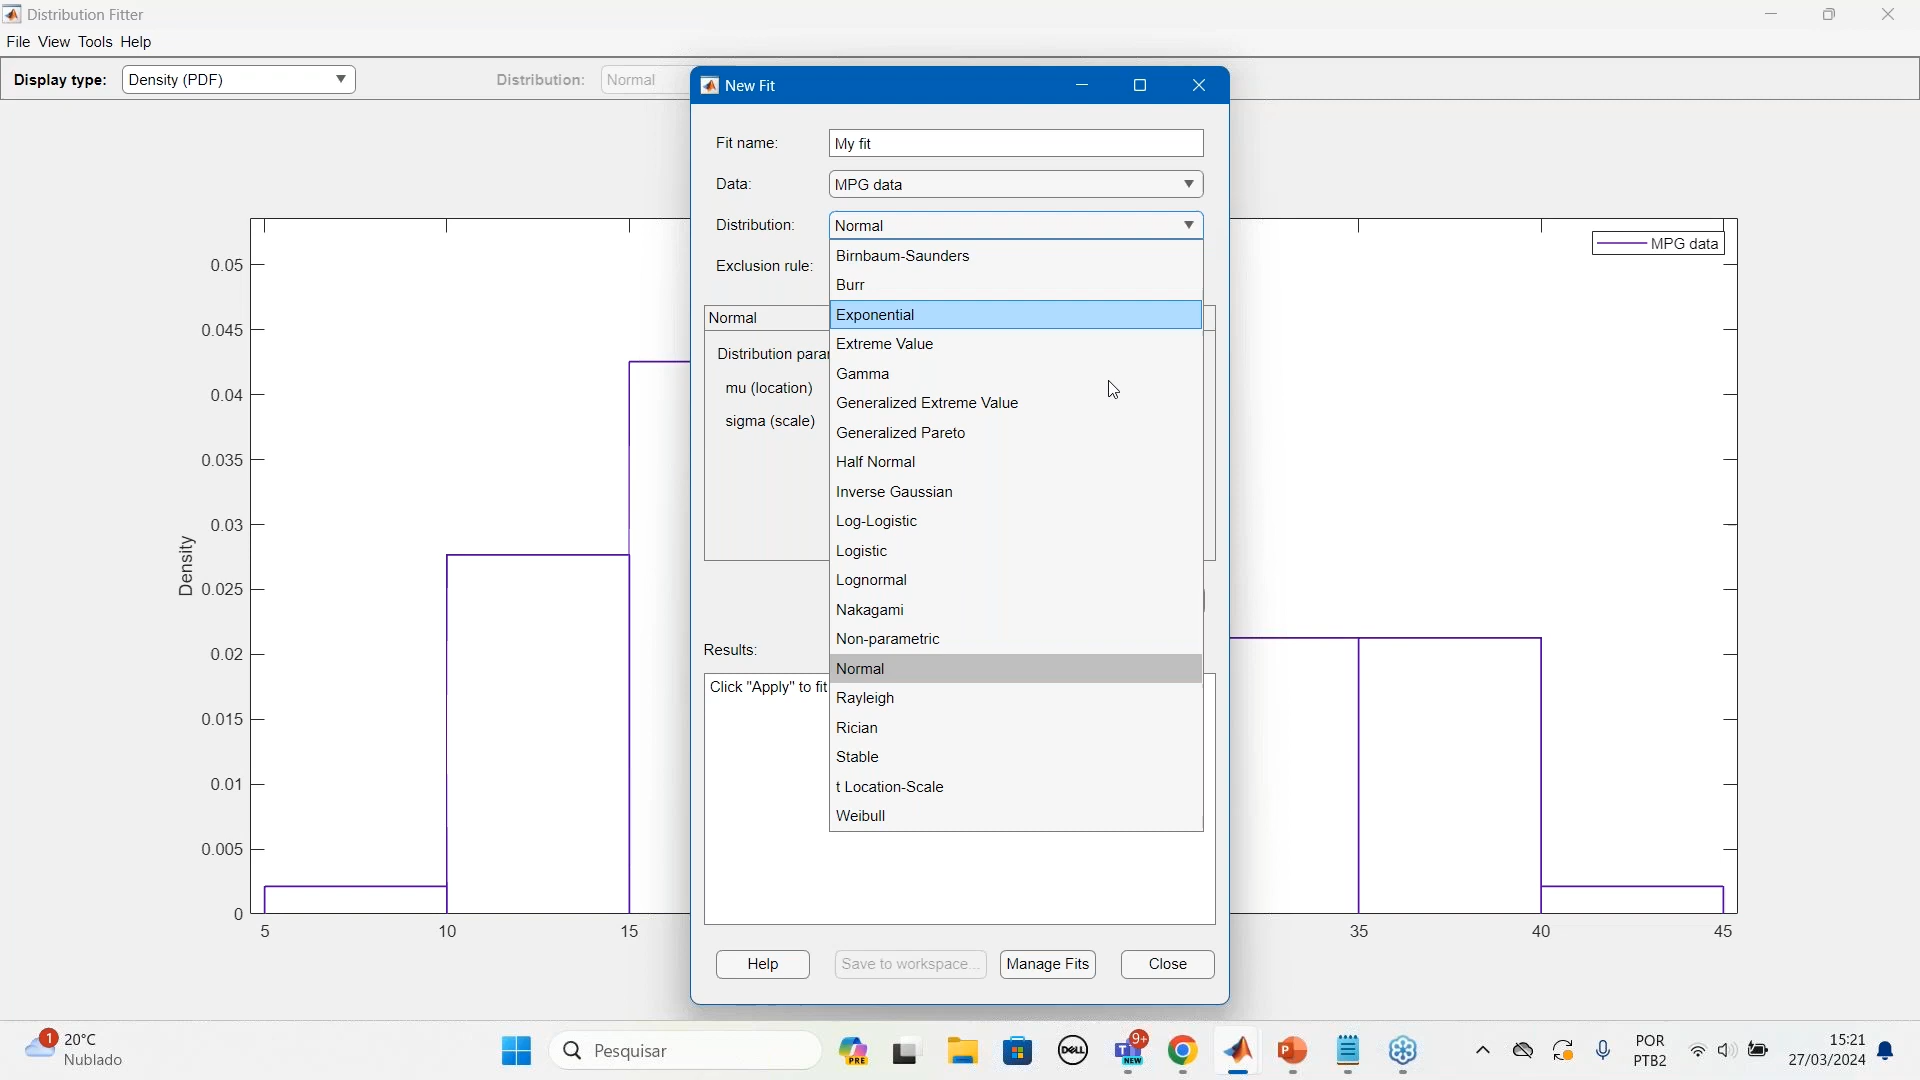 Distribution Fitter
File View Tools Help
Display type: Density (PDF) Distribution: Normal
New Fit
Fit name: My fit
Data: MPG data
Distribution: Normal
Exclusion rule:
Birnbaum-Saunders
Burr
Exponential
Extreme Value
Gamma
Generalized Extreme Value
Generalized Pareto
Half Normal
Inverse Gaussian
Log-Logistic
Logistic
Lognormal
Nakagami
Non-parametric
Normal
Rayleigh
Rician
Stable
t Location-Scale
Weibull
Normal
Distribution para
mu (location)
sigma (scale)
Results:
Click "Apply" to fit
Help Save to workspace... Manage Fits Close
MPG data
Density
0.05
0.045
0.04
0.035
0.03
0.025
0.02
0.015
0.01
0.005
0
5 10 15 35 40 45
1 20°C
Nublado
Pesquisar
PRE
DELL
9+
NEW
POR
PTB2
15:21
27/03/2024